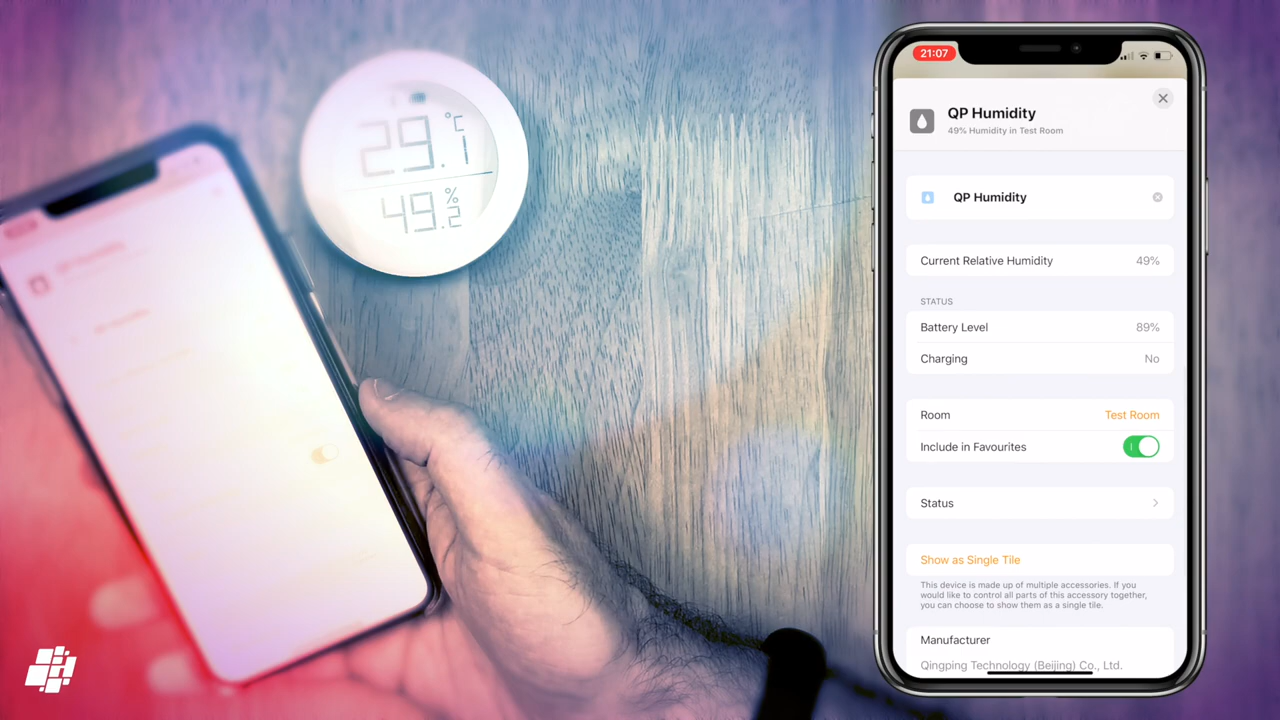 29.1 °C
49.2 %
21:07
QP Humidity
49% Humidity in Test Room
QP Humidity
Current Relative Humidity 49%
STATUS
Battery Level 89%
Charging No
Room Test Room
Include in Favourites
Status
Show as Single Tile
This device is made up of multiple accessories. If you
would like to control all parts of this accessory together,
you can choose to show them as a single tile.
Manufacturer
Qingping Technology (Beijing) Co., Ltd.